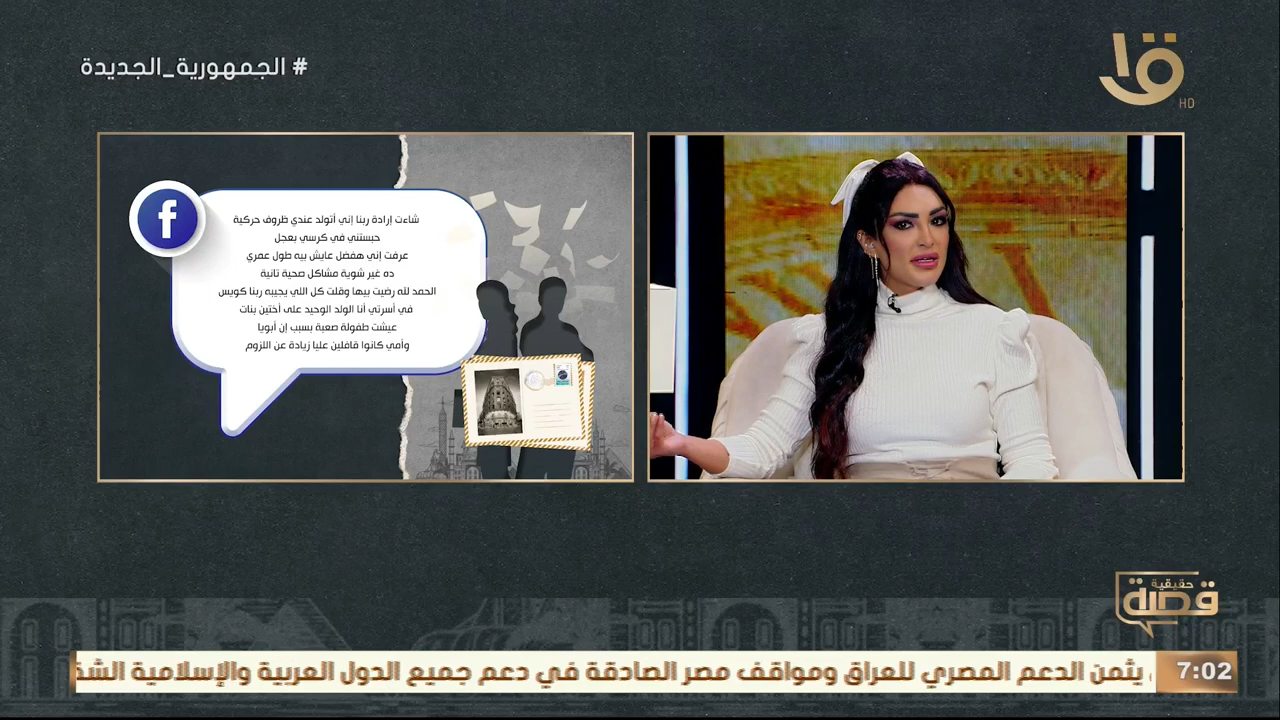 # الجمهورية_الجديدة
HD
f
شاءت إرادة ربنا إني أتولد عندي ظروف حركية
حبستني في كرسي بعجل
عرفت إني هفضل عايش بيه طول عمري
ده غير شوية مشاكل صحية تانية
الحمد لله رضيت بيها وقلت كل اللي يجيبه ربنا كويس
في أسرتي أنا الولد الوحيد على أختين بنات
عيشت طفولة صعبة بسبب إن أبويا
وأمي كانوا قافلين عليا زيادة عن اللزوم
قصة حقيقية
يثمن الدعم المصري للعراق ومواقف مصر الصادقة في دعم جميع الدول العربية والإسلامية
7:02